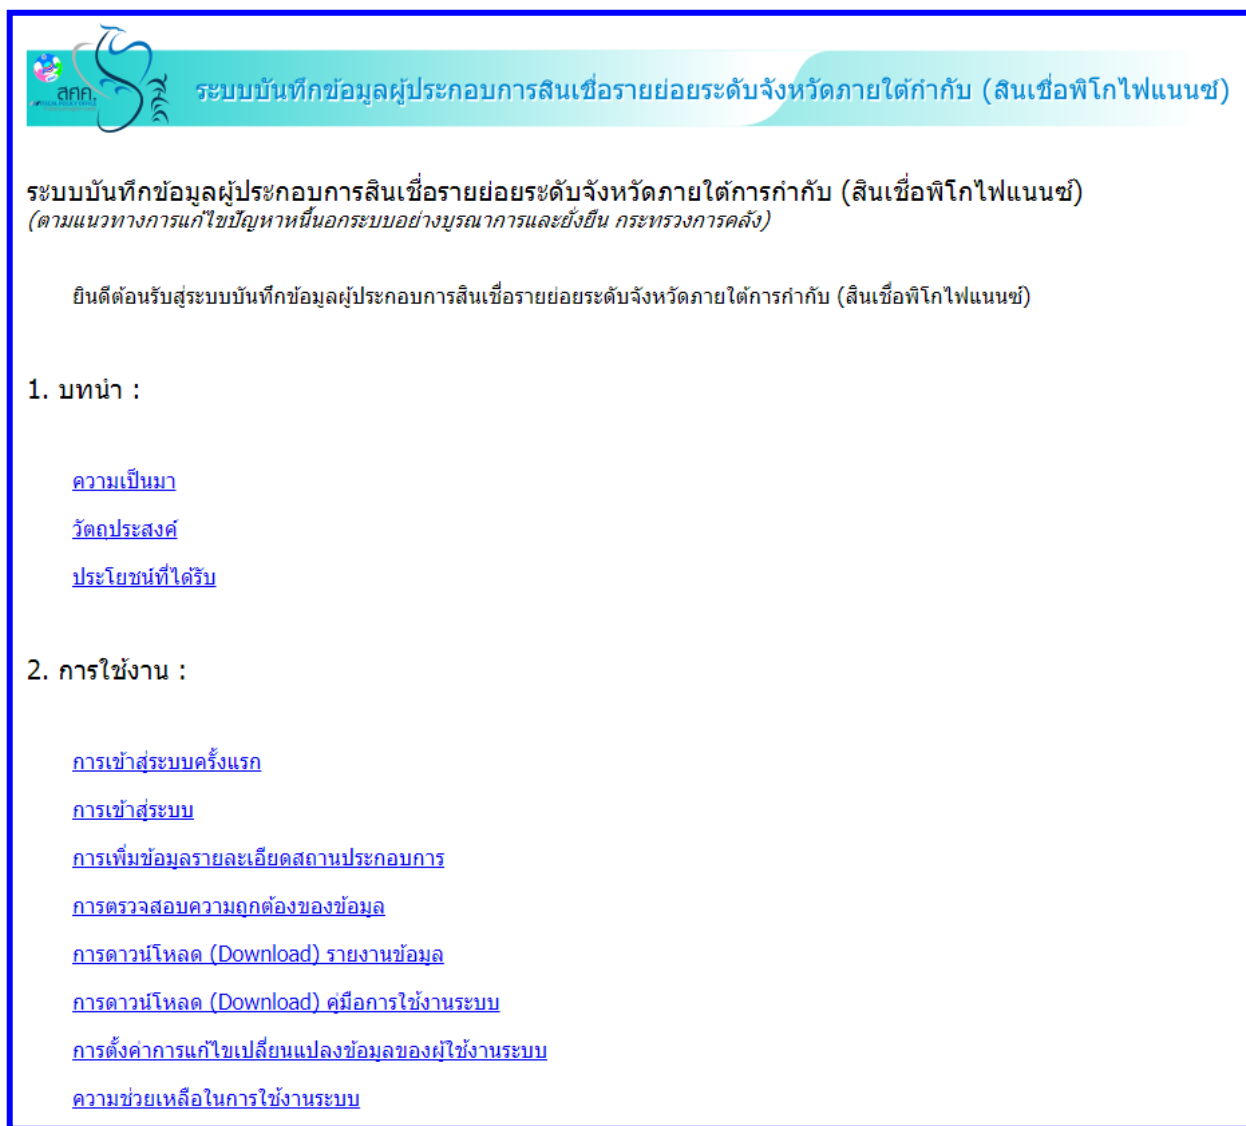 สศค.
FISCAL POLICY OFFICE
ระบบบันทึกข้อมูลผู้ประกอบการสินเชื่อรายย่อยระดับจังหวัดภายใต้กำกับ (สินเชื่อพิโกไฟแนนซ์)
ระบบบันทึกข้อมูลผู้ประกอบการสินเชื่อรายย่อยระดับจังหวัดภายใต้การกำกับ (สินเชื่อพิโกไฟแนนซ์)
(ตามแนวทางการแก้ไขปัญหาหนี้นอกระบบอย่างบูรณาการและยั่งยืน กระทรวงการคลัง)
ยินดีต้อนรับสู่ระบบบันทึกข้อมูลผู้ประกอบการสินเชื่อรายย่อยระดับจังหวัดภายใต้การกำกับ (สินเชื่อพิโกไฟแนนซ์)
1. บทนำ :
ความเป็นมา
วัตถุประสงค์
ประโยชน์ที่ได้รับ
2. การใช้งาน :
การเข้าสู่ระบบครั้งแรก
การเข้าสู่ระบบ
การเพิ่มข้อมูลรายละเอียดสถานประกอบการ
การตรวจสอบความถูกต้องของข้อมูล
การดาวน์โหลด (Download) รายงานข้อมูล
การดาวน์โหลด (Download) คู่มือการใช้งานระบบ
การตั้งค่าการแก้ไขเปลี่ยนแปลงข้อมูลของผู้ใช้งานระบบ
ความช่วยเหลือในการใช้งานระบบ